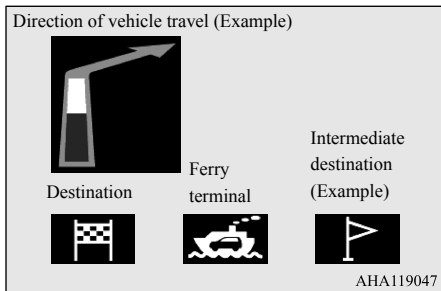 Direction of vehicle travel (Example)
Destination
Ferry
terminal
Intermediate
destination
(Example)
AHA119047